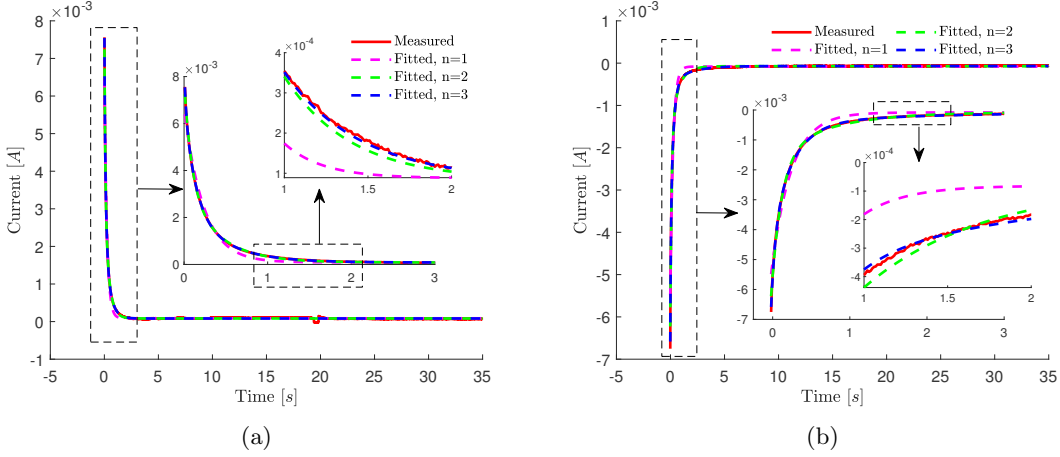 ×10⁻³
8
7
6
5
4
3
2
1
0
-1
-5 0 5 10 15 20 25 30 35
Current [A]
Time [s]
Measured
Fitted, n=1
Fitted, n=2
Fitted, n=3
×10⁻³
8
6
4
2
0
0 1 2 3
×10⁻⁴
4
3
2
1
1 1.5 2
(a)
×10⁻³
1
0
-1
-2
-3
-4
-5
-6
-7
-5 0 5 10 15 20 25 30 35
Current [A]
Time [s]
Measured
Fitted, n=1
Fitted, n=2
Fitted, n=3
×10⁻³
0
-1
-2
-3
-4
-5
-6
-7
0 1 2 3
×10⁻⁴
0
-1
-2
-3
-4
1 1.5 2
(b)